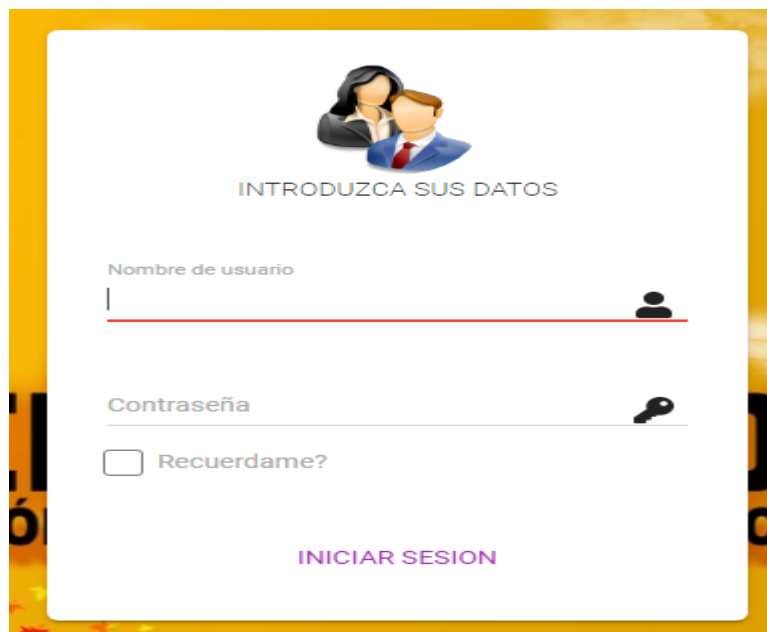 INTRODUZCA SUS DATOS
Nombre de usuario
Contraseña
Recuerdame?
INICIAR SESION